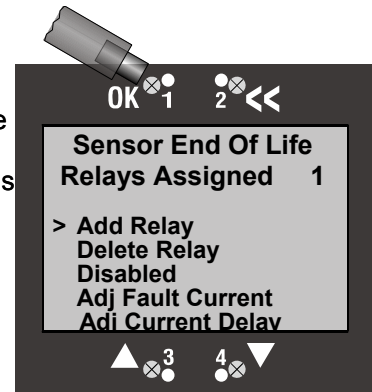 OK 1 2 <<
e
Sensor End Of Life
s
Relays Assigned 1
> Add Relay
Delete Relay
Disabled
Adj Fault Current
Adj Current Delay
3 4